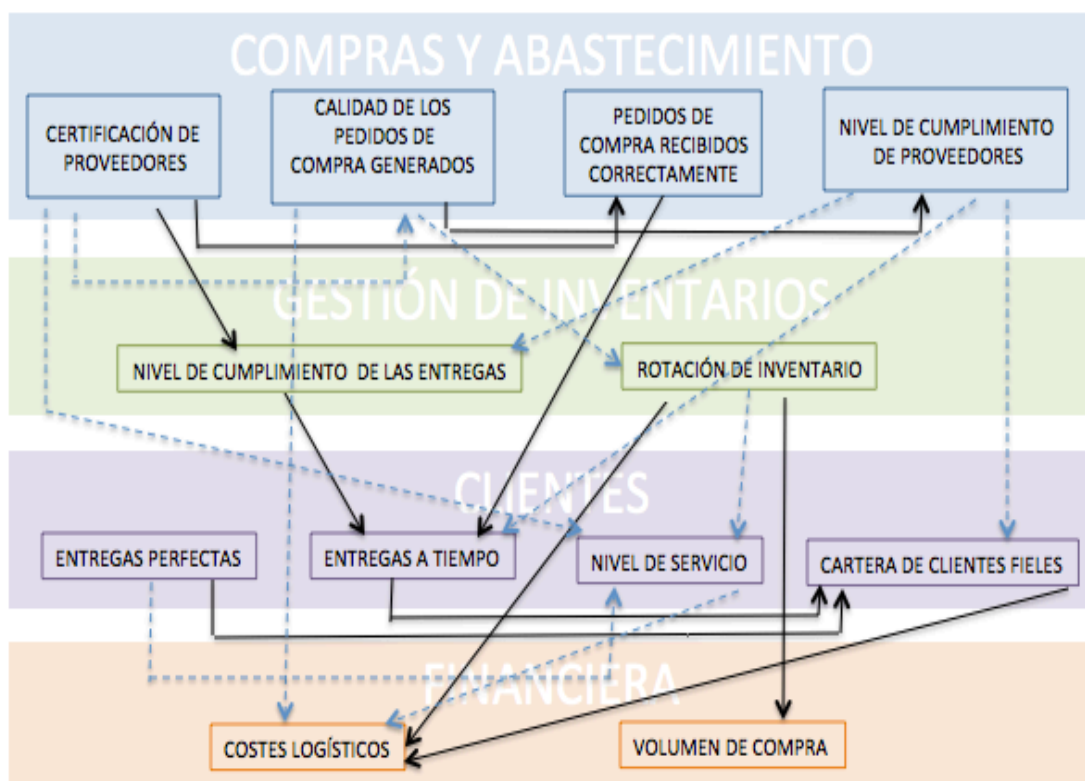 COMPRAS Y ABASTECIMIENTO
CERTIFICACIÓN DE
PROVEEDORES
CALIDAD DE LOS
PEDIDOS DE
COMPRA GENERADOS
PEDIDOS DE
COMPRA RECIBIDOS
CORRECTAMENTE
NIVEL DE CUMPLIMIENTO
DE PROVEEDORES
GESTIÓN DE INVENTARIOS
NIVEL DE CUMPLIMIENTO DE LAS ENTREGAS
ROTACIÓN DE INVENTARIO
CLIENTES
ENTREGAS PERFECTAS
ENTREGAS A TIEMPO
NIVEL DE SERVICIO
CARTERA DE CLIENTES FIELES
FINANCIERA
COSTES LOGÍSTICOS
VOLUMEN DE COMPRA